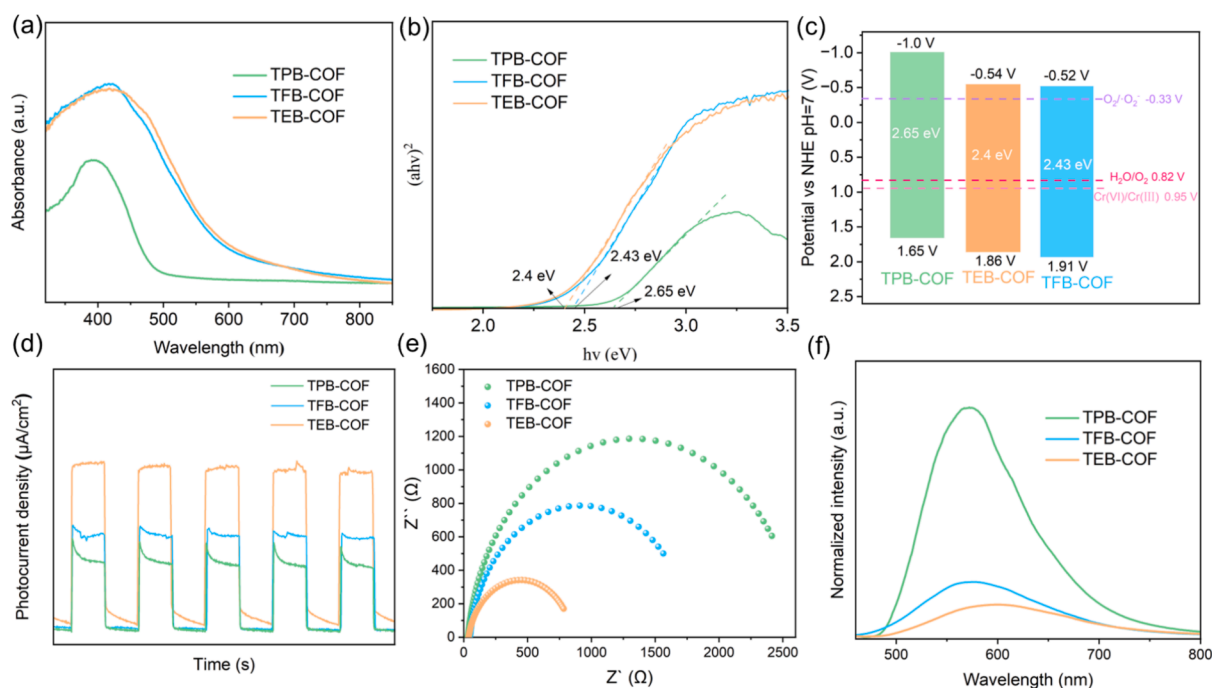 (a)
TPB-COF
TFB-COF
TEB-COF
Absorbance (a.u.)
400 500 600 700 800
Wavelength (nm)
(b)
TPB-COF
TFB-COF
TEB-COF
(ahv)²
2.4 eV
2.43 eV
2.65 eV
2.0 2.5 3.0 3.5
hv (eV)
(c)
Potential vs NHE pH=7 (V)
-1.0
-0.5
0.0
0.5
1.0
1.5
2.0
2.5
-1.0 V
-0.54 V
-0.52 V
O₂/·O₂⁻ -0.33 V
2.65 eV
2.4 eV
2.43 eV
H₂O/O₂ 0.82 V
Cr(VI)/Cr(III) 0.95 V
1.65 V
1.86 V
1.91 V
TPB-COF
TEB-COF
TFB-COF
(d)
TPB-COF
TFB-COF
TEB-COF
Photocurrent density (µA/cm²)
Time (s)
(e)
TPB-COF
TFB-COF
TEB-COF
Z`` (Ω)
1600
1400
1200
1000
800
600
400
200
0
0 500 1000 1500 2000 2500
Z` (Ω)
(f)
TPB-COF
TFB-COF
TEB-COF
Normalized intensity (a.u.)
500 600 700 800
Wavelength (nm)